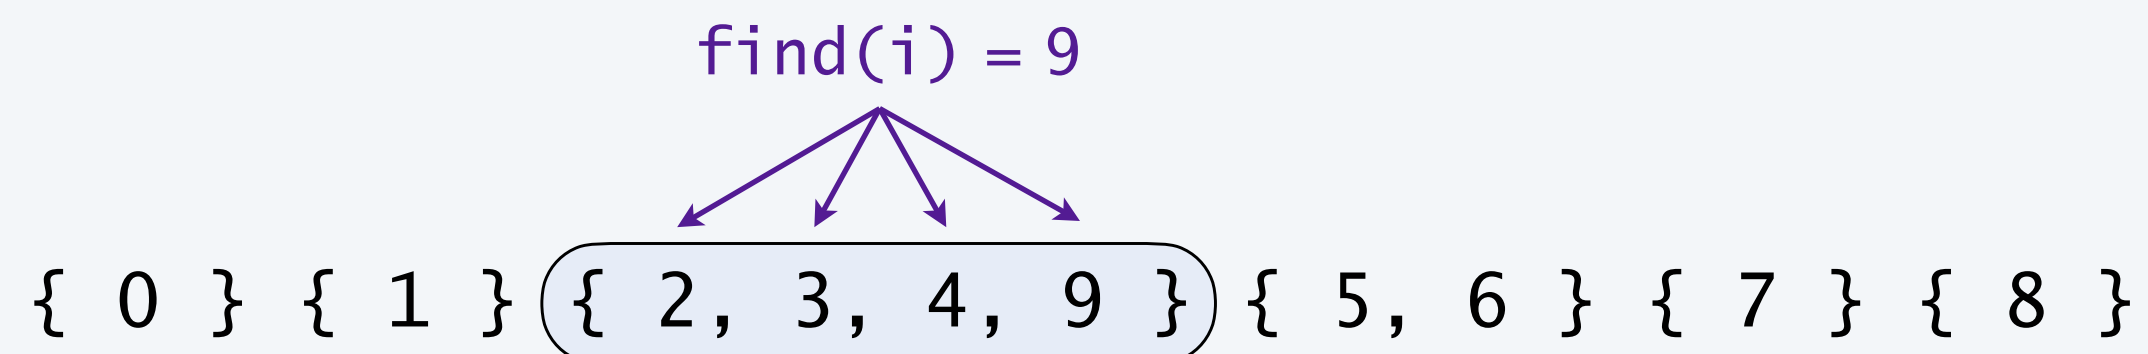 find(i) = 9
{ 0 } { 1 } { 2, 3, 4, 9 } { 5, 6 } { 7 } { 8 }